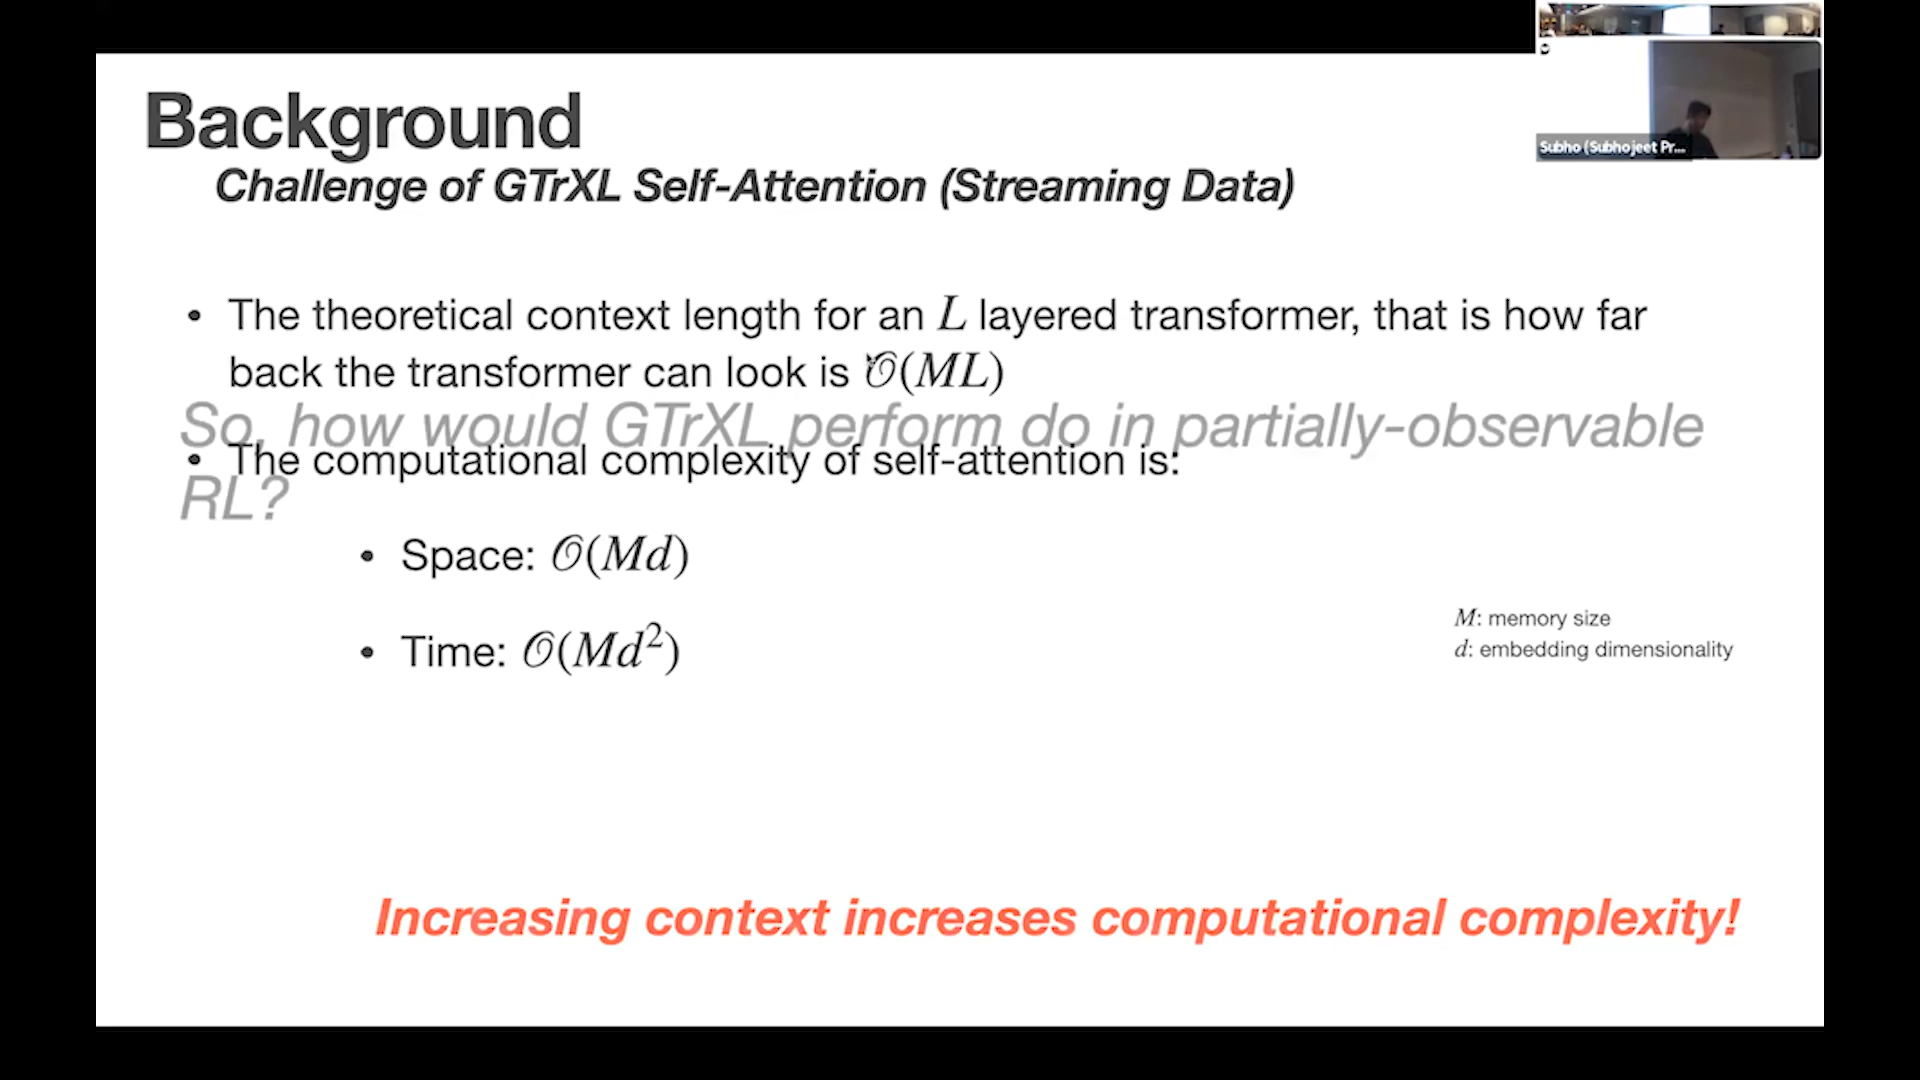 Background
Challenge of GTrXL Self-Attention (Streaming Data)
Subho (Subhojeet Pr...
• The theoretical context length for an L layered transformer, that is how far
back the transformer can look is 𝒪(ML)
So, how would GTrXL perform do in partially-observable
RL?
• The computational complexity of self-attention is:
• Space: 𝒪(Md)
• Time: 𝒪(Md²)
M: memory size
d: embedding dimensionality
Increasing context increases computational complexity!